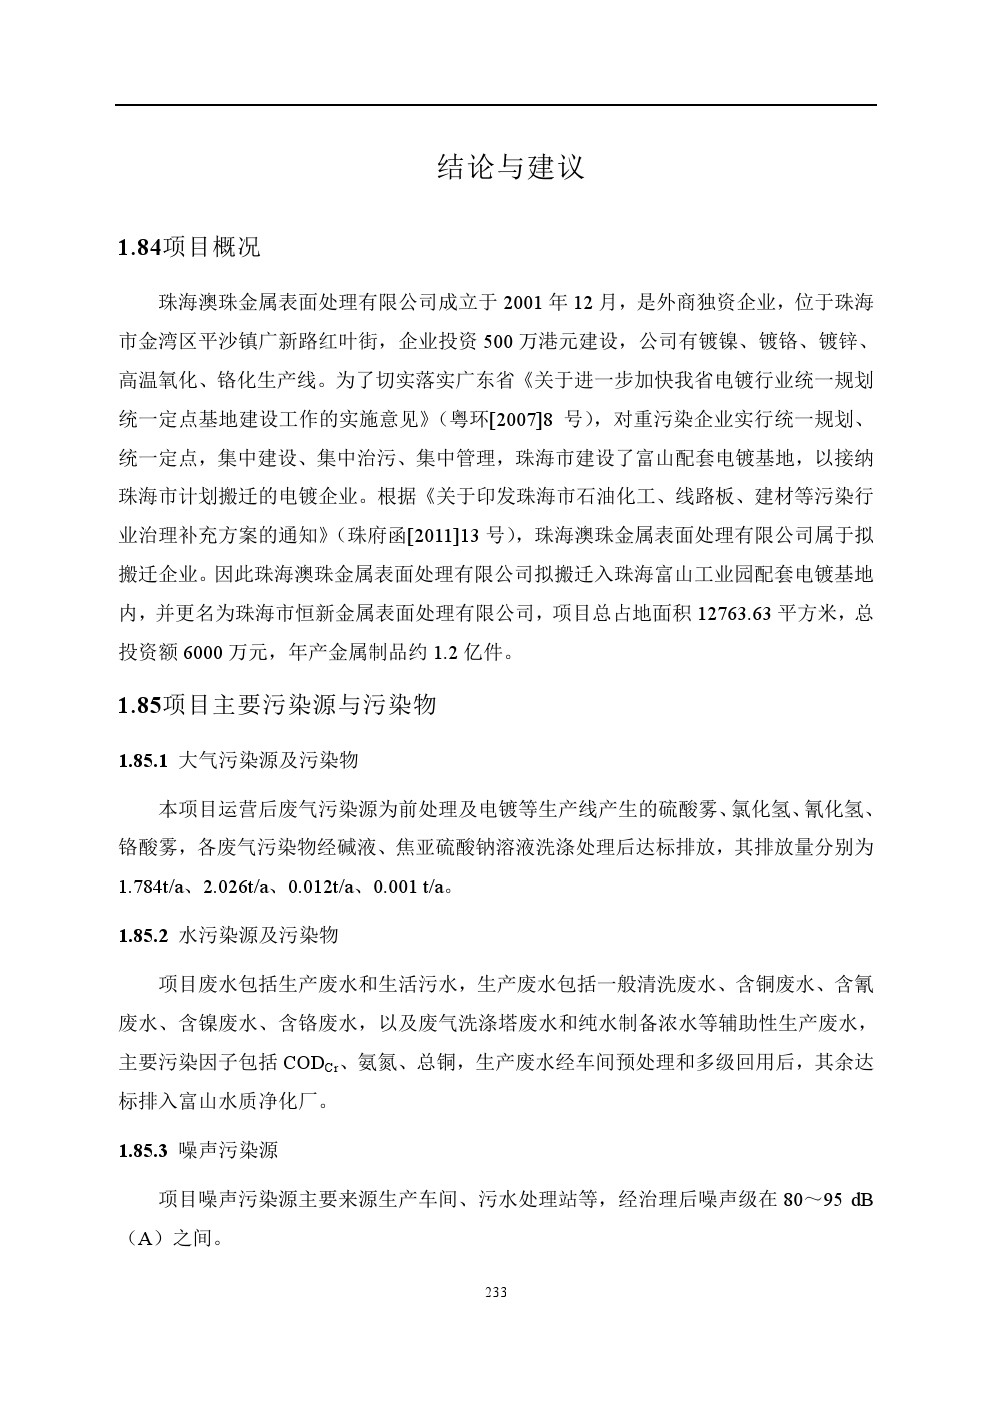 结论与建议
1.84项目概况
珠海澳珠金属表面处理有限公司成立于 2001 年 12 月，是外商独资企业，位于珠海
市金湾区平沙镇广新路红叶街，企业投资 500 万港元建设，公司有镀镍、镀铬、镀锌、
高温氧化、铬化生产线。为了切实落实广东省《关于进一步加快我省电镀行业统一规划
统一定点基地建设工作的实施意见》（粤环[2007]8 号），对重污染企业实行统一规划、
统一定点，集中建设、集中治污、集中管理，珠海市建设了富山配套电镀基地，以接纳
珠海市计划搬迁的电镀企业。根据《关于印发珠海市石油化工、线路板、建材等污染行
业治理补充方案的通知》（珠府函[2011]13 号），珠海澳珠金属表面处理有限公司属于拟
搬迁企业。因此珠海澳珠金属表面处理有限公司拟搬迁入珠海富山工业园配套电镀基地
内，并更名为珠海市恒新金属表面处理有限公司，项目总占地面积 12763.63 平方米，总
投资额 6000 万元，年产金属制品约 1.2 亿件。
1.85项目主要污染源与污染物
1.85.1 大气污染源及污染物
本项目运营后废气污染源为前处理及电镀等生产线产生的硫酸雾、氯化氢、氰化氢、
铬酸雾，各废气污染物经碱液、焦亚硫酸钠溶液洗涤处理后达标排放，其排放量分别为
1.784t/a、2.026t/a、0.012t/a、0.001 t/a。
1.85.2 水污染源及污染物
项目废水包括生产废水和生活污水，生产废水包括一般清洗废水、含铜废水、含氰
废水、含镍废水、含铬废水，以及废气洗涤塔废水和纯水制备浓水等辅助性生产废水，
主要污染因子包括 CODCr、氨氮、总铜，生产废水经车间预处理和多级回用后，其余达
标排入富山水质净化厂。
1.85.3 噪声污染源
项目噪声污染源主要来源生产车间、污水处理站等，经治理后噪声级在 80～95 dB
（A）之间。
233